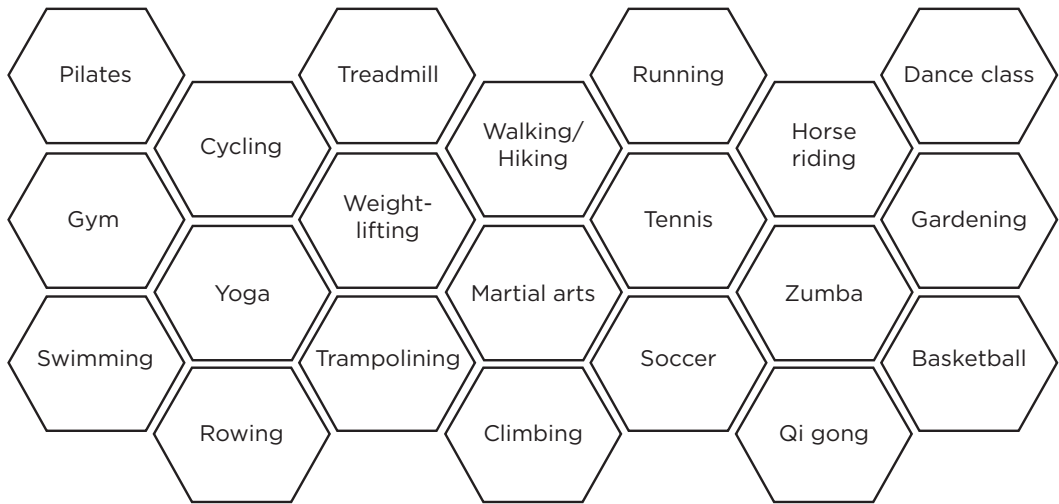 Pilates
Treadmill
Running
Dance class
Cycling
Walking/
Hiking
Horse
riding
Gym
Weight-
lifting
Tennis
Gardening
Yoga
Martial arts
Zumba
Swimming
Trampolining
Soccer
Basketball
Rowing
Climbing
Qi gong